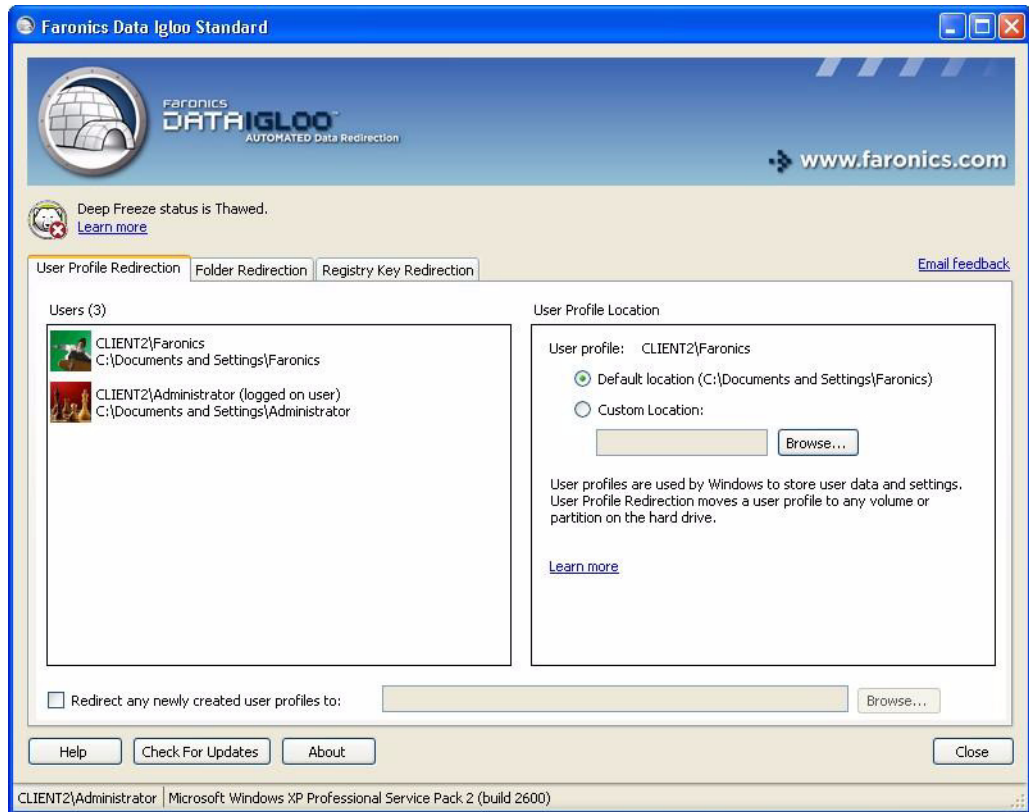 Faronics Data Igloo Standard
FARONICS
DATAIGLOO™
AUTOMATED Data Redirection
www.faronics.com
Deep Freeze status is Thawed.
Learn more
User Profile Redirection
Folder Redirection
Registry Key Redirection
Email feedback
Users (3)
CLIENT2\Faronics
C:\Documents and Settings\Faronics
CLIENT2\Administrator (logged on user)
C:\Documents and Settings\Administrator
User Profile Location
User profile: CLIENT2\Faronics
Default location (C:\Documents and Settings\Faronics)
Custom Location:
Browse...
User profiles are used by Windows to store user data and settings.
User Profile Redirection moves a user profile to any volume or
partition on the hard drive.
Learn more
Redirect any newly created user profiles to:
Browse...
Help
Check For Updates
About
Close
CLIENT2\Administrator
Microsoft Windows XP Professional Service Pack 2 (build 2600)